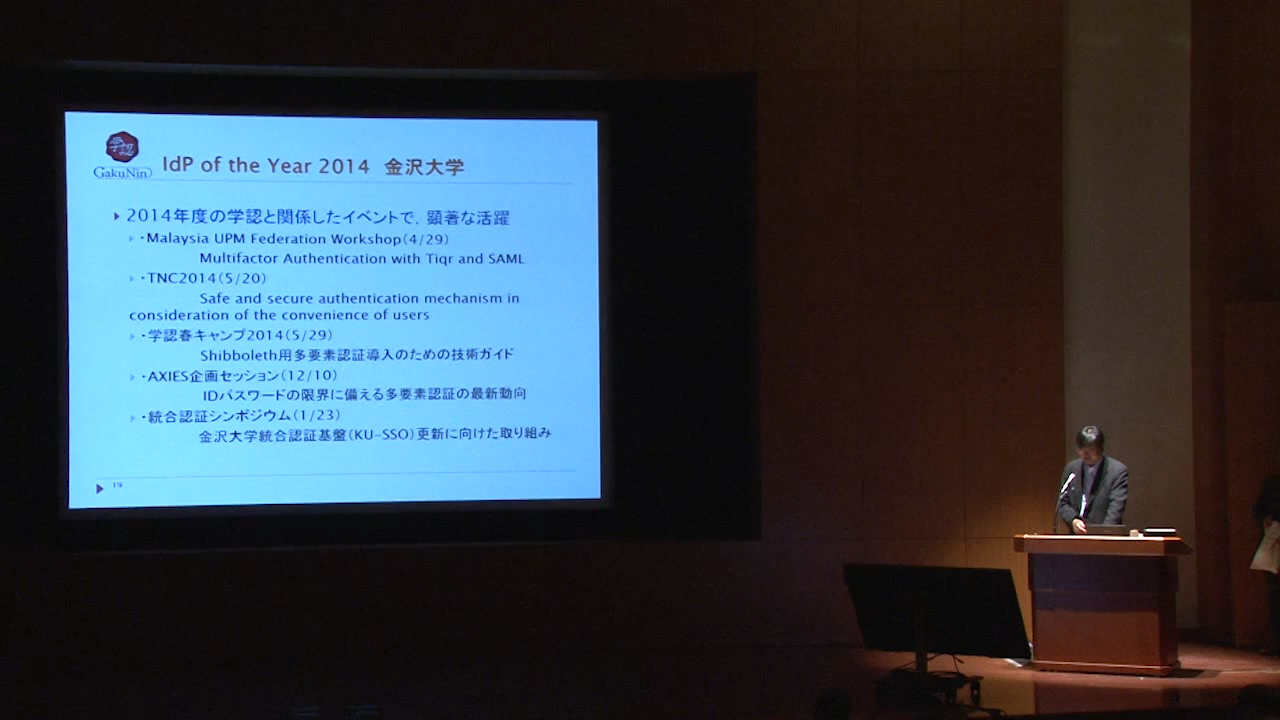 学認
GakuNin
IdP of the Year 2014 金沢大学
2014年度の学認と関係したイベントで，顕著な活躍
・Malaysia UPM Federation Workshop（4/29）
Multifactor Authentication with Tiqr and SAML
・TNC2014（5/20）
Safe and secure authentication mechanism in
consideration of the convenience of users
・学認春キャンプ2014（5/29）
Shibboleth用多要素認証導入のための技術ガイド
・AXIES企画セッション（12/10）
IDパスワードの限界に備える多要素認証の最新動向
・統合認証シンポジウム（1/23）
金沢大学統合認証基盤（KU-SSO）更新に向けた取り組み
19